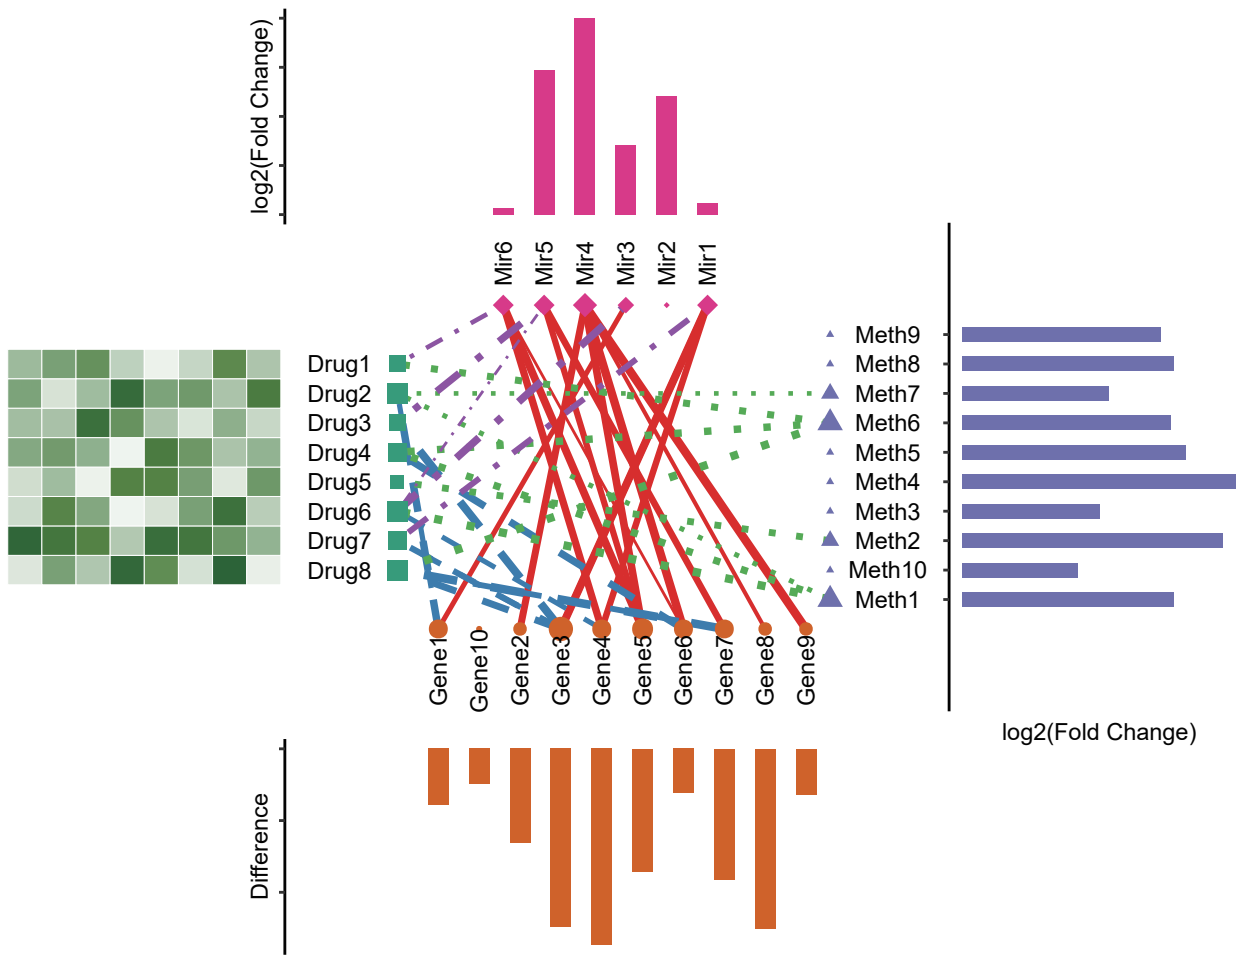 log2(Fold Change)
Mir6
Mir5
Mir4
Mir3
Mir2
Mir1
Drug1
Drug2
Drug3
Drug4
Drug5
Drug6
Drug7
Drug8
Meth9
Meth8
Meth7
Meth6
Meth5
Meth4
Meth3
Meth2
Meth10
Meth1
Gene1
Gene10
Gene2
Gene3
Gene4
Gene5
Gene6
Gene7
Gene8
Gene9
log2(Fold Change)
Difference